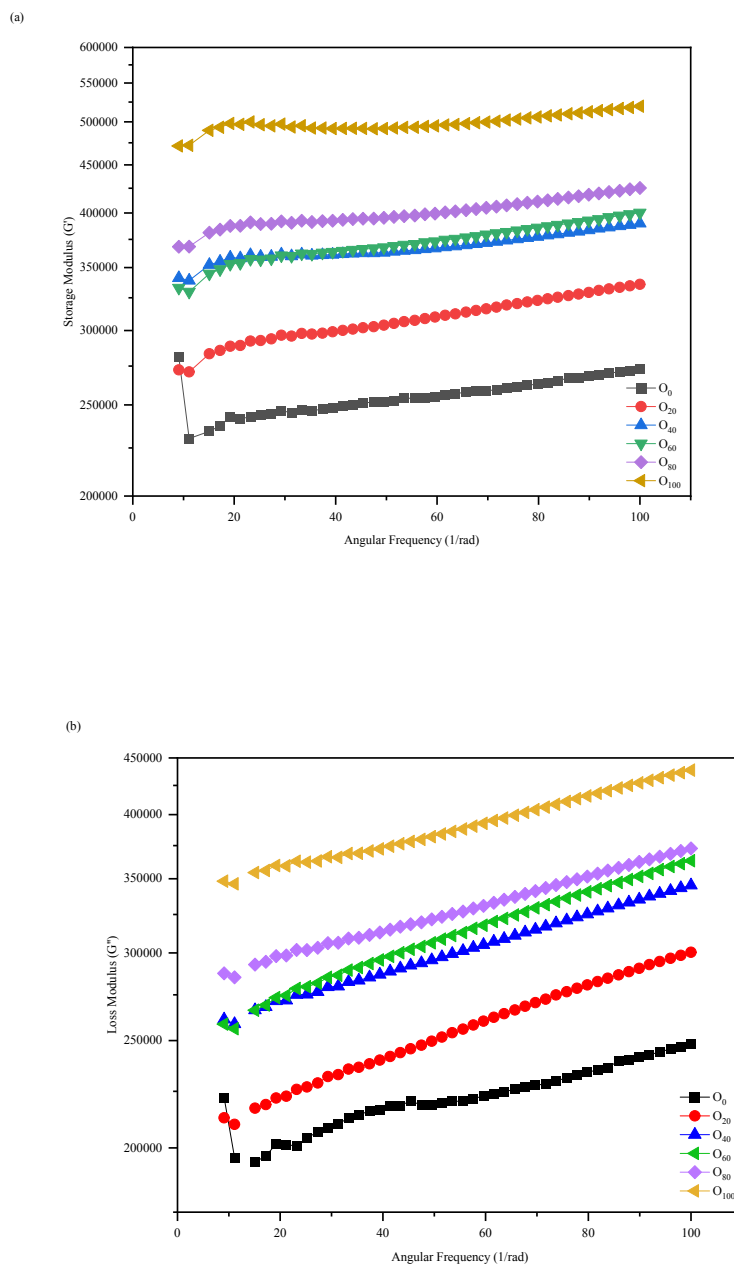 (a)
600000
550000
500000
450000
400000
350000
300000
250000
200000
Storage Modulus (G')
0
20
40
60
80
100
Angular Frequency (1/rad)
O₀
O₂₀
O₄₀
O₆₀
O₈₀
O₁₀₀
(b)
450000
400000
350000
300000
250000
200000
Loss Modulus (G")
0
20
40
60
80
100
Angular Frequency (1/rad)
O₀
O₂₀
O₄₀
O₆₀
O₈₀
O₁₀₀